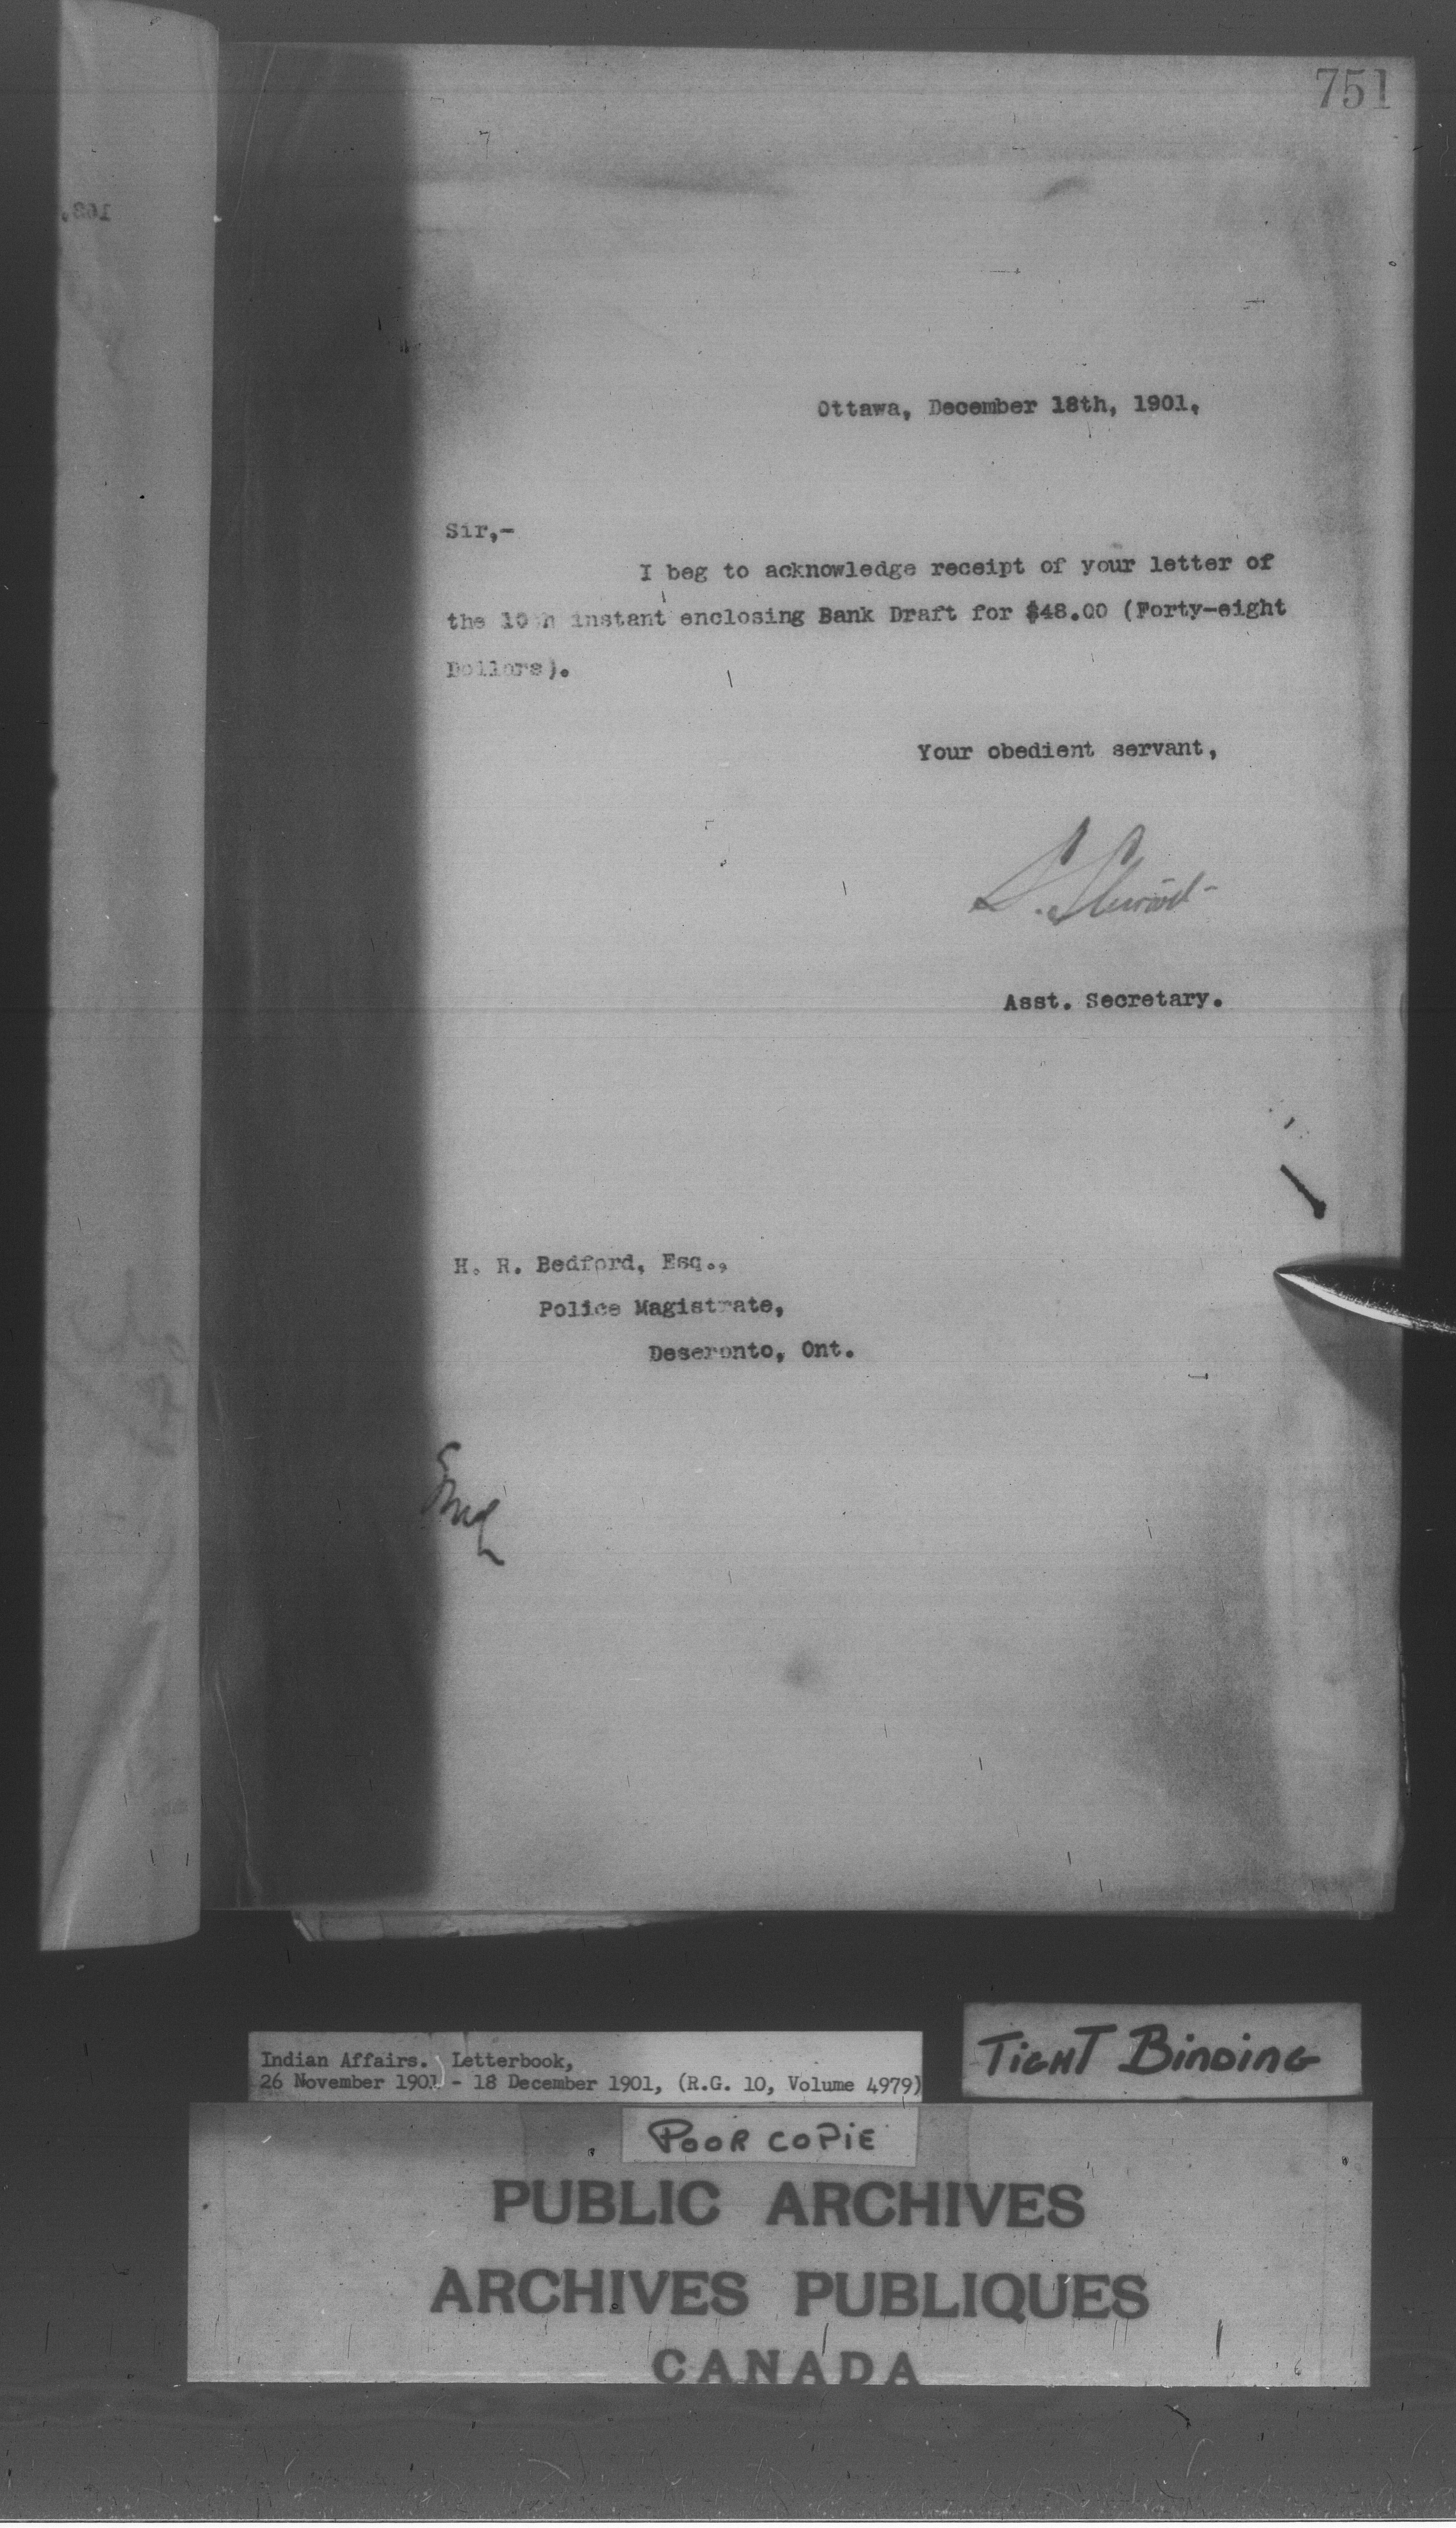 751
Ottawa, December 18th, 1901.
Sir,-
I beg to acknowledge receipt of your letter of
the 10th instant enclosing Bank Draft for $48.00 (Forty-eight
Dollars).
Your obedient servant,
S. Stewart
Asst. Secretary.
H. R. Bedford, Esq.,
Police Magistrate,
Deseronto, Ont.
Indian Affairs. Letterbook,
26 November 1901 - 18 December 1901, (R.G. 10, Volume 4979)
TIGHT BINDING
POOR COPIE
PUBLIC ARCHIVES
ARCHIVES PUBLIQUES
CANADA